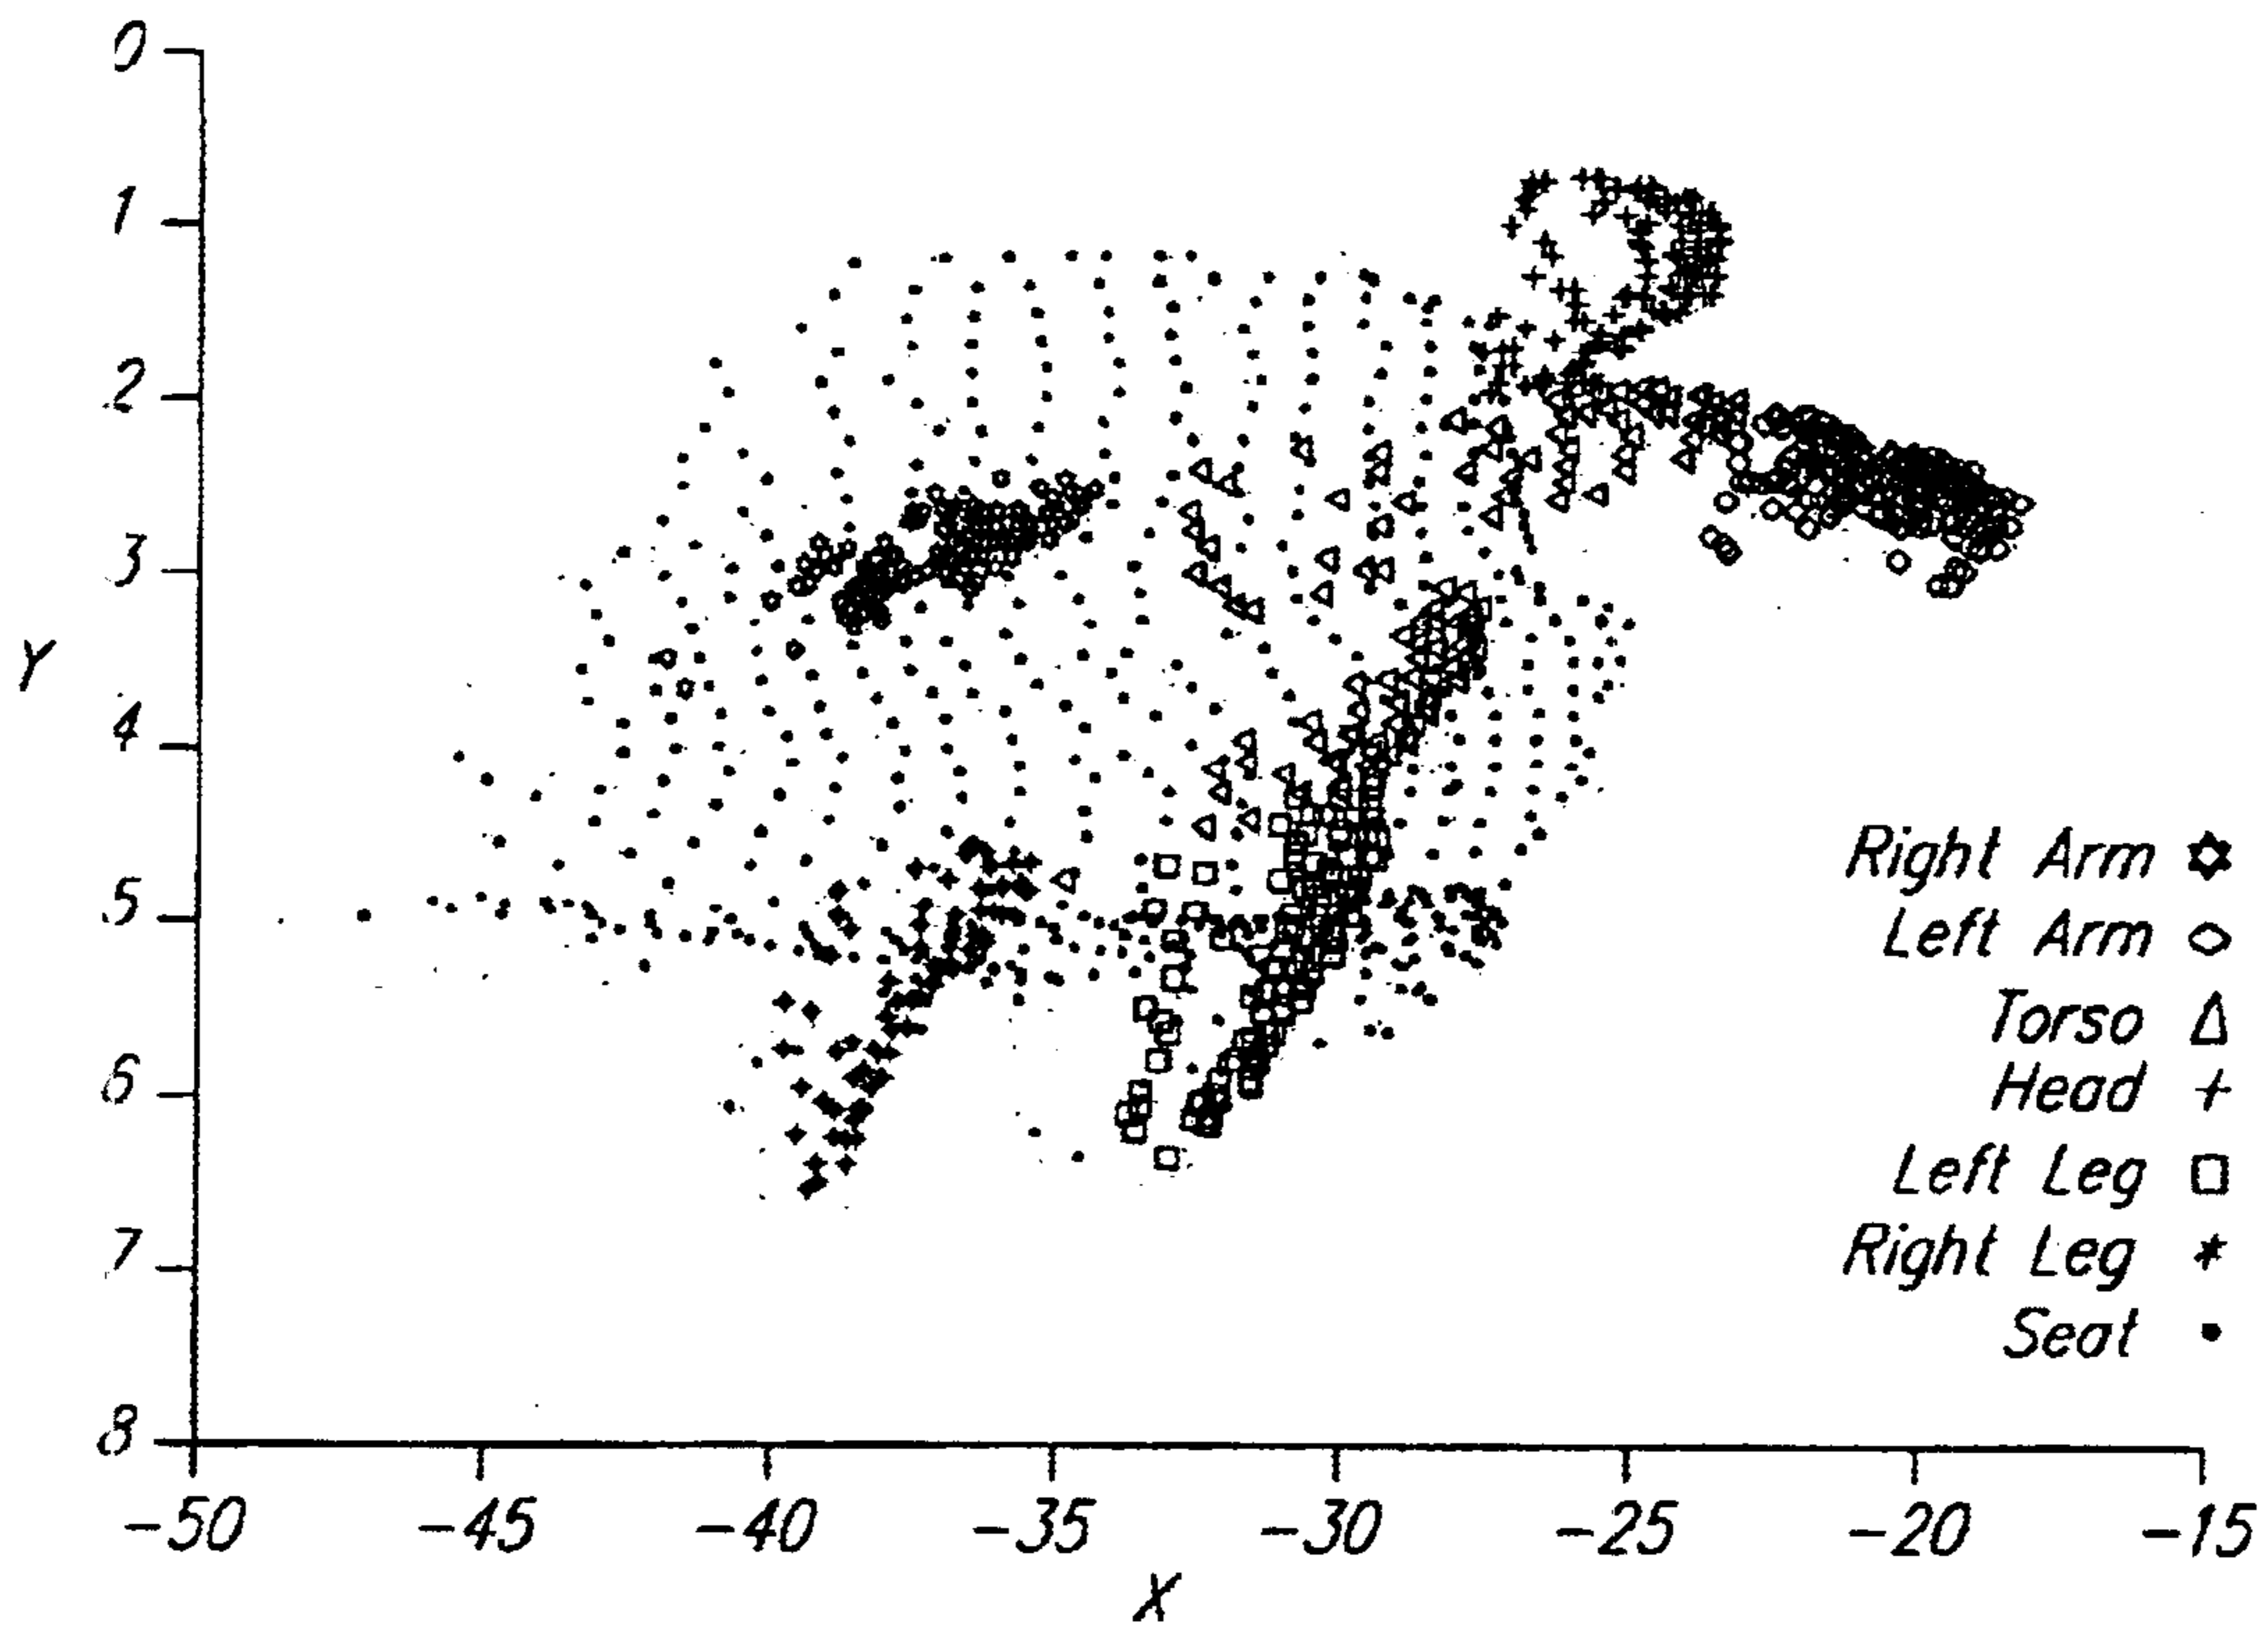 0
1
2
3
Y
4
5
6
7
8
-50 -45 -40 -35 -30 -25 -20 -15
X
Right Arm
Left Arm
Torso
Head
Left Leg
Right Leg
Seat